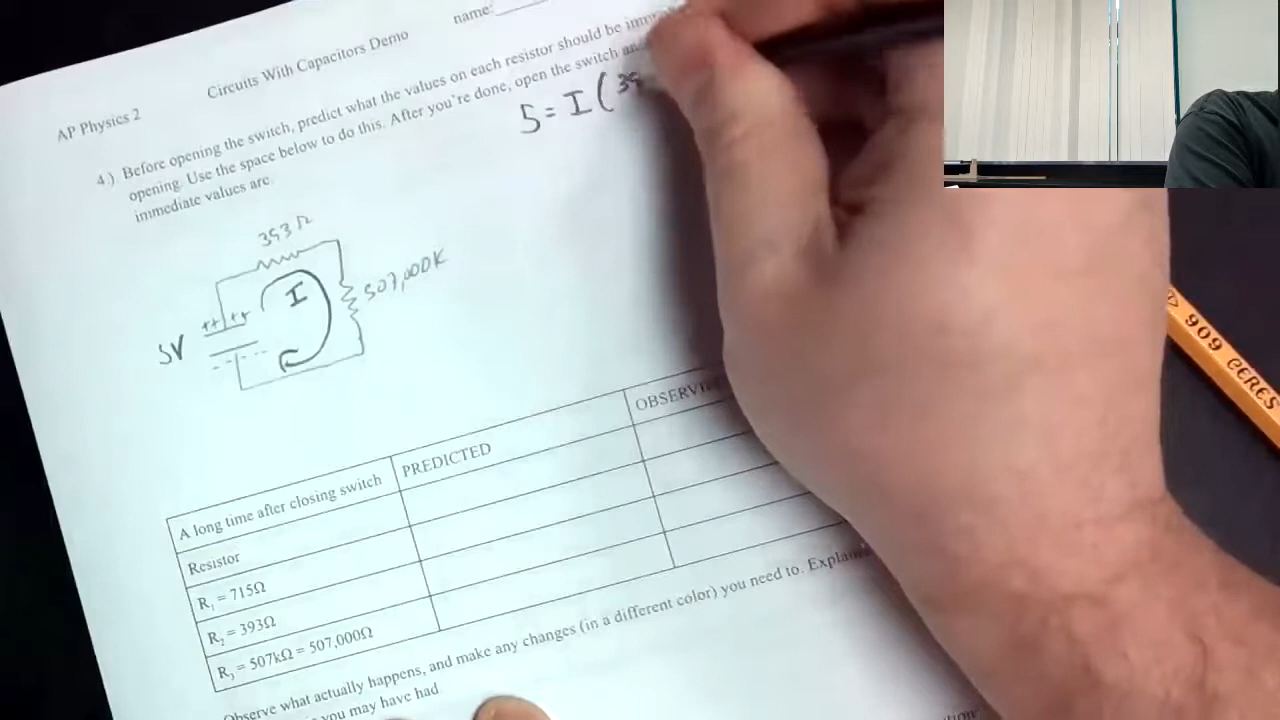 name:
AP Physics 2
Circuits With Capacitors Demo
4.) Before opening the switch, predict what the values on each resistor should be
opening. Use the space below to do this. After you're done, open the switch
immediate values are.
5 = I (39
393 Ω
I
507,000K
5V
++ ++
A long time after closing switch PREDICTED
Resistor
R₁ = 715Ω
R₂ = 393Ω
R₃ = 507kΩ = 507,000Ω
Observe what actually happens, and make any changes (in a different color) you need to.
you may have had
909 CERES